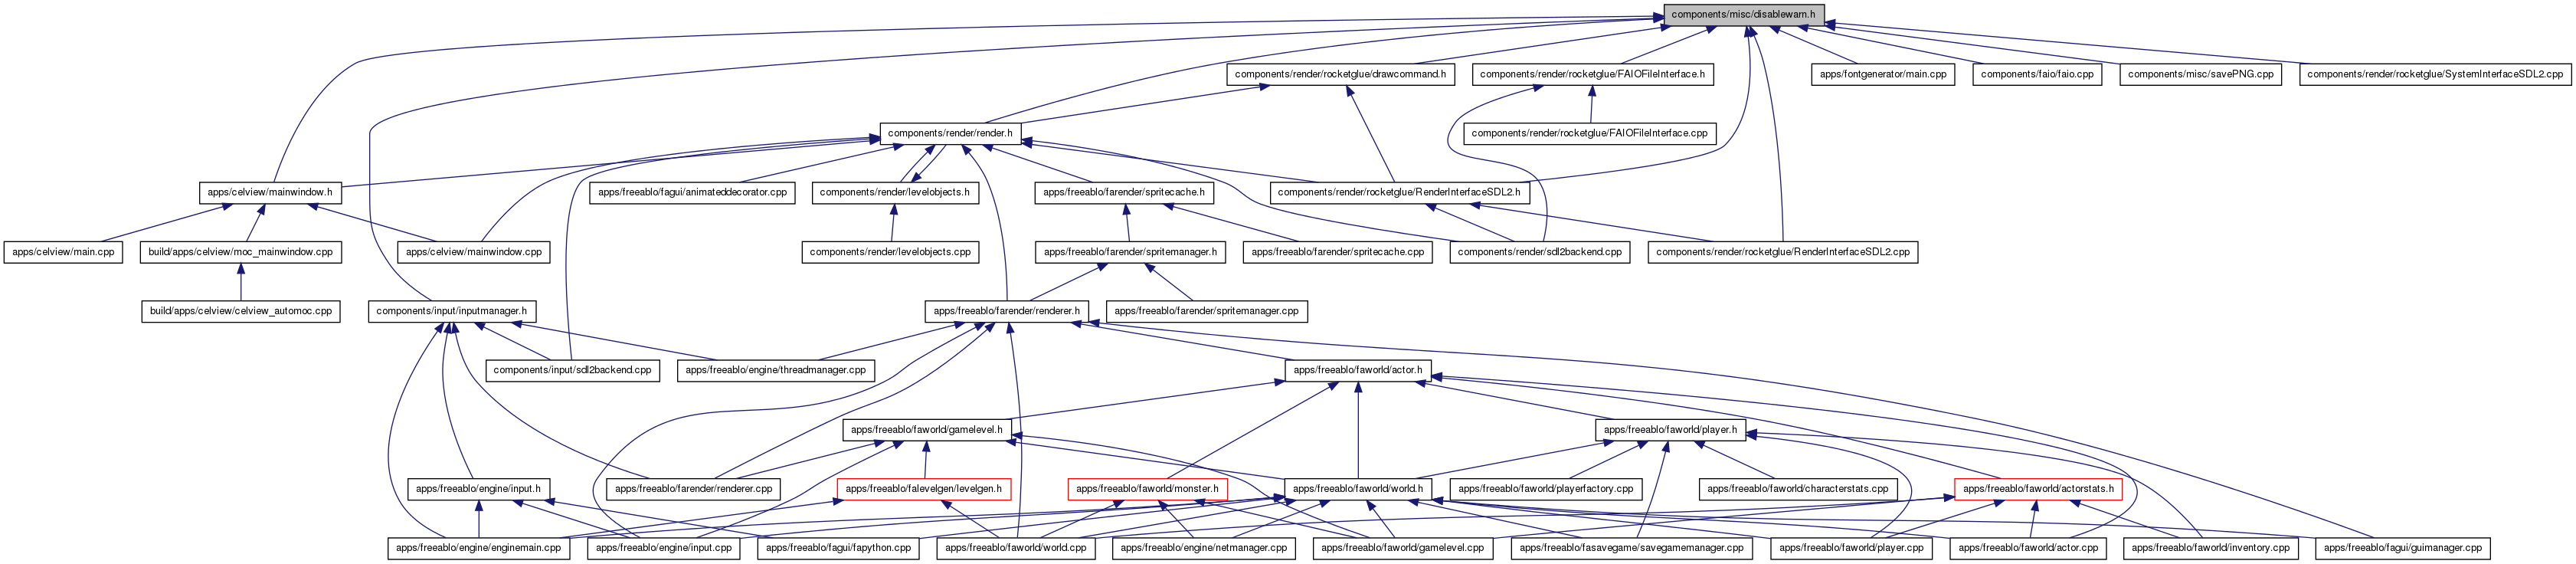 components/misc/disablewarn.h
components/render/rocketglue/drawcommand.h
components/render/rocketglue/FAIOFileInterface.h
apps/fontgenerator/main.cpp
components/faio/faio.cpp
components/misc/savePNG.cpp
components/render/rocketglue/SystemInterfaceSDL2.cpp
components/render/render.h
components/render/rocketglue/FAIOFileInterface.cpp
apps/celview/mainwindow.h
apps/freeablo/fagui/animateddecorator.cpp
components/render/levelobjects.h
apps/freeablo/farender/spritecache.h
components/render/rocketglue/RenderInterfaceSDL2.h
apps/celview/main.cpp
build/apps/celview/moc_mainwindow.cpp
apps/celview/mainwindow.cpp
components/render/levelobjects.cpp
apps/freeablo/farender/spritemanager.h
apps/freeablo/farender/spritecache.cpp
components/render/sdl2backend.cpp
components/render/rocketglue/RenderInterfaceSDL2.cpp
build/apps/celview/celview_automoc.cpp
components/input/inputmanager.h
apps/freeablo/farender/renderer.h
apps/freeablo/farender/spritemanager.cpp
components/input/sdl2backend.cpp
apps/freeablo/engine/threadmanager.cpp
apps/freeablo/faworld/actor.h
apps/freeablo/faworld/gamelevel.h
apps/freeablo/faworld/player.h
apps/freeablo/engine/input.h
apps/freeablo/farender/renderer.cpp
apps/freeablo/falevelgen/levelgen.h
apps/freeablo/faworld/monster.h
apps/freeablo/faworld/world.h
apps/freeablo/faworld/playerfactory.cpp
apps/freeablo/faworld/characterstats.cpp
apps/freeablo/faworld/actorstats.h
apps/freeablo/engine/enginemain.cpp
apps/freeablo/engine/input.cpp
apps/freeablo/fagui/fapython.cpp
apps/freeablo/faworld/world.cpp
apps/freeablo/engine/netmanager.cpp
apps/freeablo/faworld/gamelevel.cpp
apps/freeablo/fasavegame/savegamemanager.cpp
apps/freeablo/faworld/player.cpp
apps/freeablo/faworld/actor.cpp
apps/freeablo/faworld/inventory.cpp
apps/freeablo/fagui/guimanager.cpp